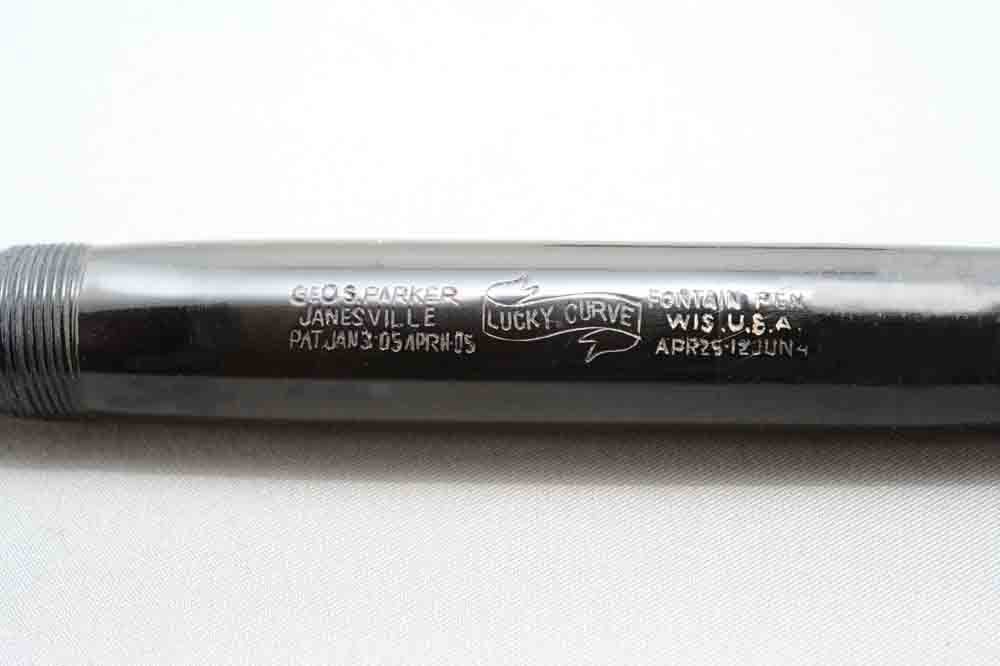 GEO S. PARKER LUCKY CURVE FONTAIN PEN
JANESVILLE WIS. U.S.A.
PAT. JAN 3·05 APR 11·05 APR 25·12 JUN 4